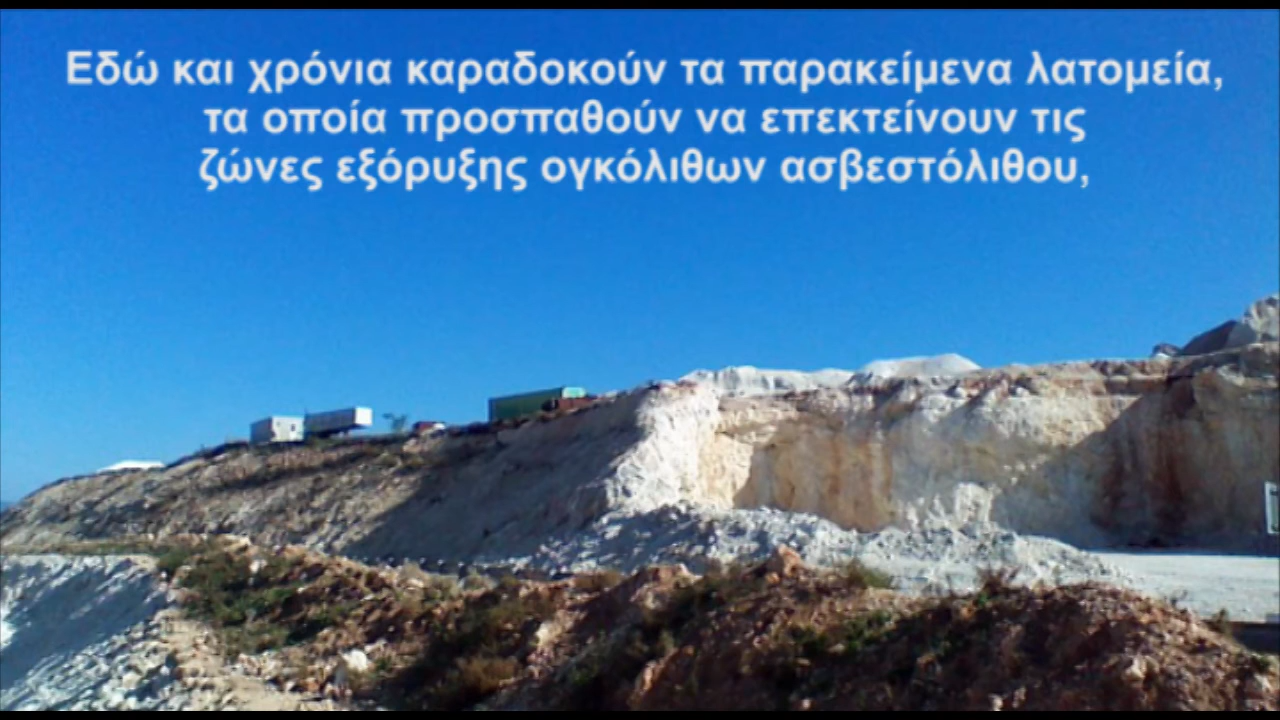 Εδώ και χρόνια καραδοκούν τα παρακείμενα λατομεία,
τα οποία προσπαθούν να επεκτείνουν τις
ζώνες εξόρυξης ογκόλιθων ασβεστόλιθου,